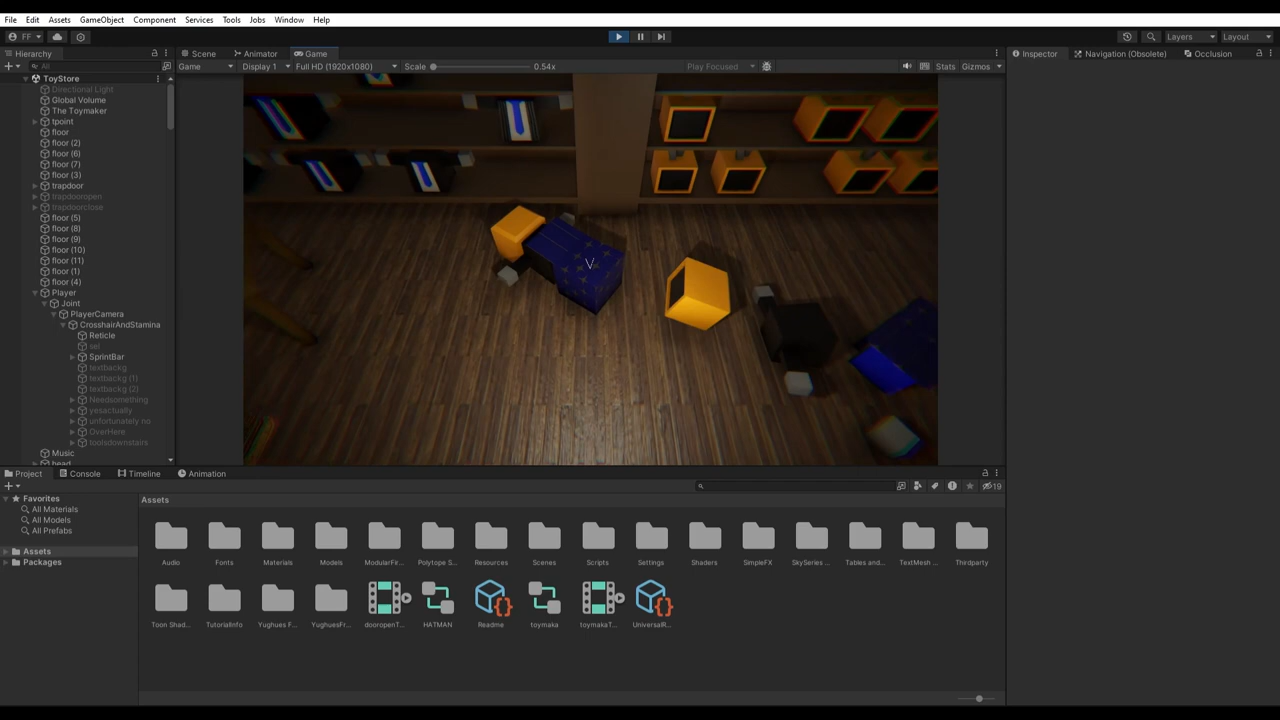 File Edit Assets GameObject Component Services Tools Jobs Window Help
FF Layers Layout
Hierarchy Scene Animator Game Inspector Navigation (Obsolete) Occlusion
All Game Display 1 Full HD (1920x1080) Scale 0.54x Play Focused Stats Gizmos
ToyStore
Directional Light
Global Volume
The Toymaker
tpoint
floor
floor (2)
floor (6)
floor (7)
floor (3)
trapdoor
trapdooropen
trapdoorclose
floor (5)
floor (8)
floor (9)
floor (10)
floor (11)
floor (1)
floor (4)
Player
Joint
PlayerCamera
CrosshairAndStamina
Reticle
sel
SprintBar
textbackg
textbackg (1)
textbackg (2)
Needsomething
yesactually
unfortunately no
OverHere
toolsdownstairs
Music
head
Project Console Timeline Animation
19
Favorites
All Materials
All Models
All Prefabs
Assets
Packages
Assets
Audio Fonts Materials Models ModularFir... Polytope S... Resources Scenes Scripts Settings Shaders SimpleFX SkySeries ... Tables and... TextMesh ... Thirdparty
Toon Shad... TutorialInfo Yughues F... YughuesFr... dooropenT... HATMAN Readme toymaka toymakaT... UniversalR...